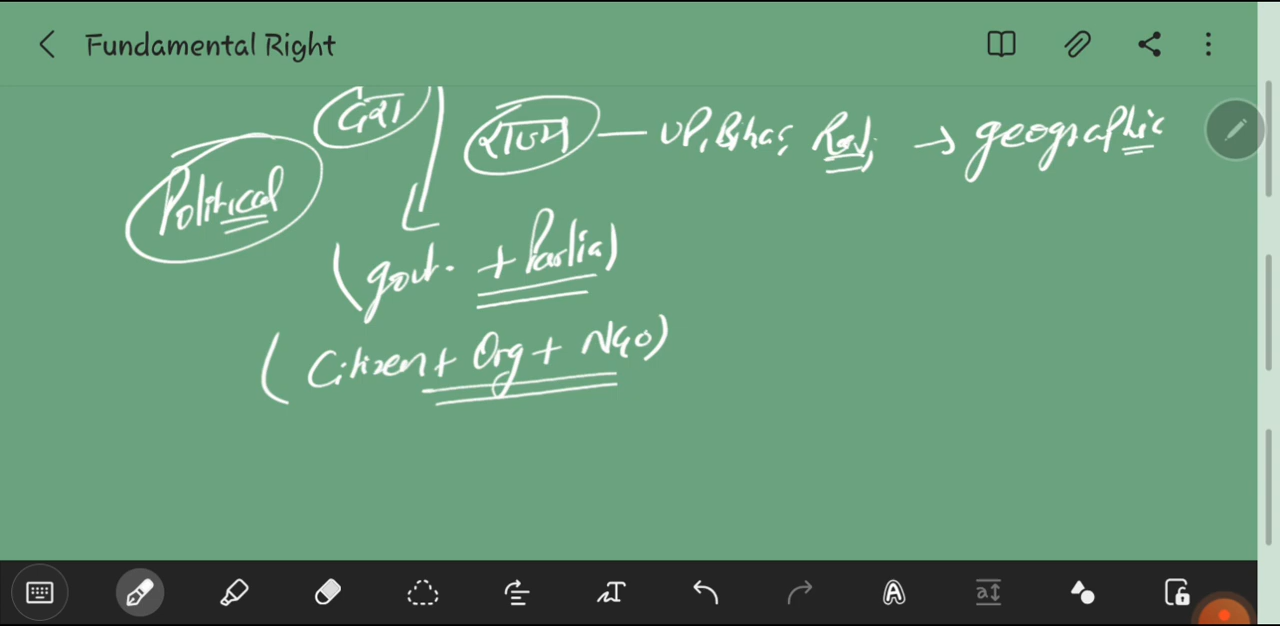 Fundamental Right
देश
राज्य — UP, Bihar, Raj, → geographic
Political
(govt. + Parlia)
(Citizen + Org + NGO)